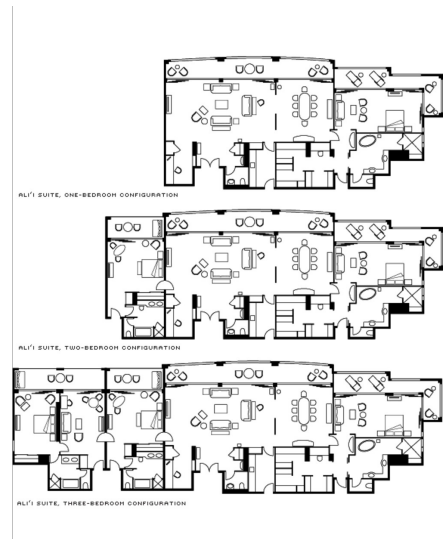 ALI'I SUITE, ONE-BEDROOM CONFIGURATION
ALI'I SUITE, TWO-BEDROOM CONFIGURATION
ALI'I SUITE, THREE-BEDROOM CONFIGURATION